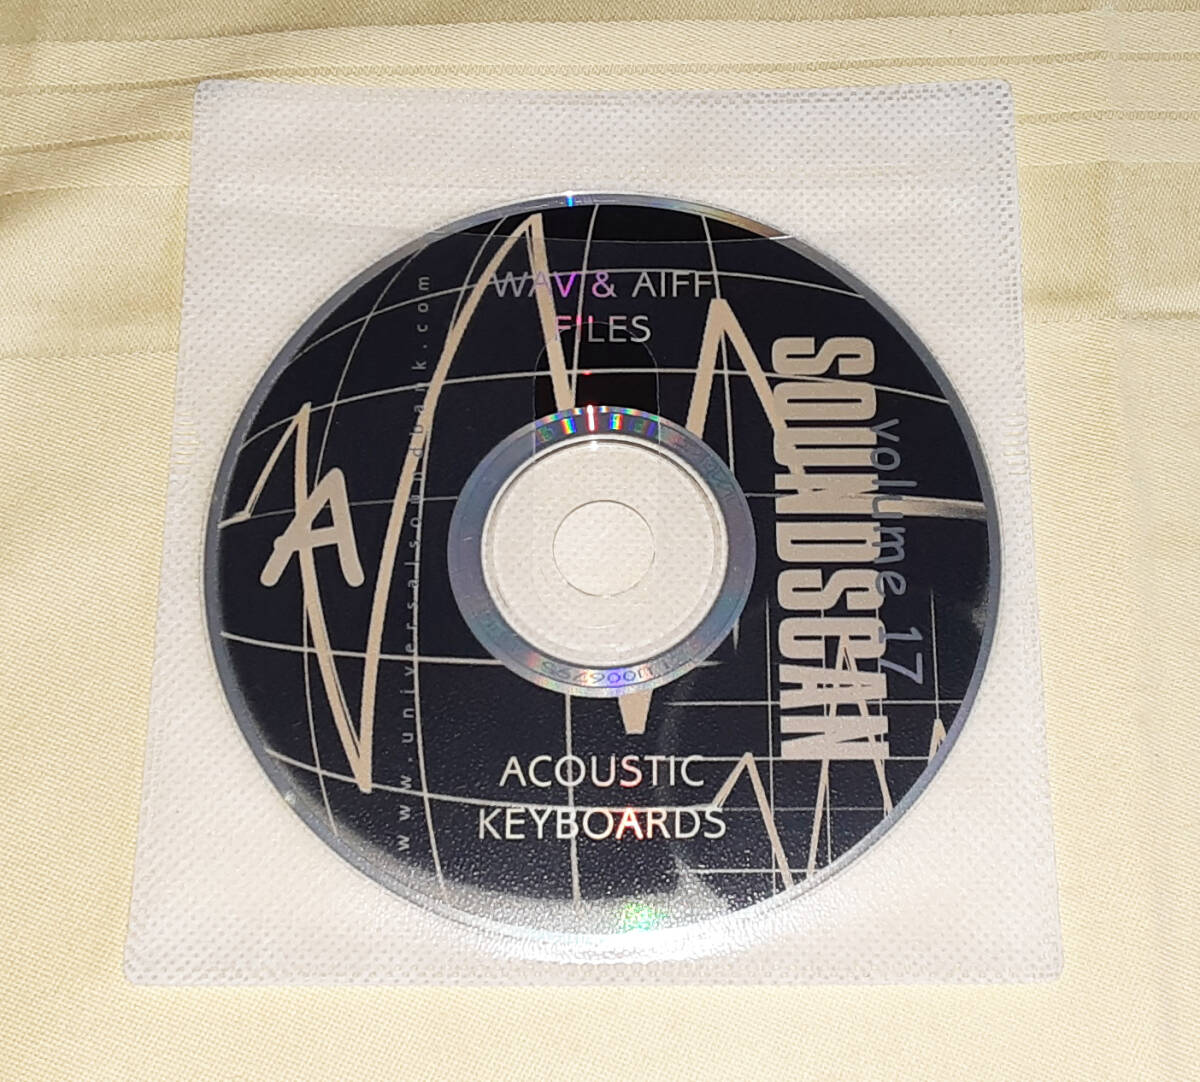 WAV & AIFF
FILES
SOUNDSCAN
volume 17
www.universalsoundbank.com
ACOUSTIC
KEYBOARDS